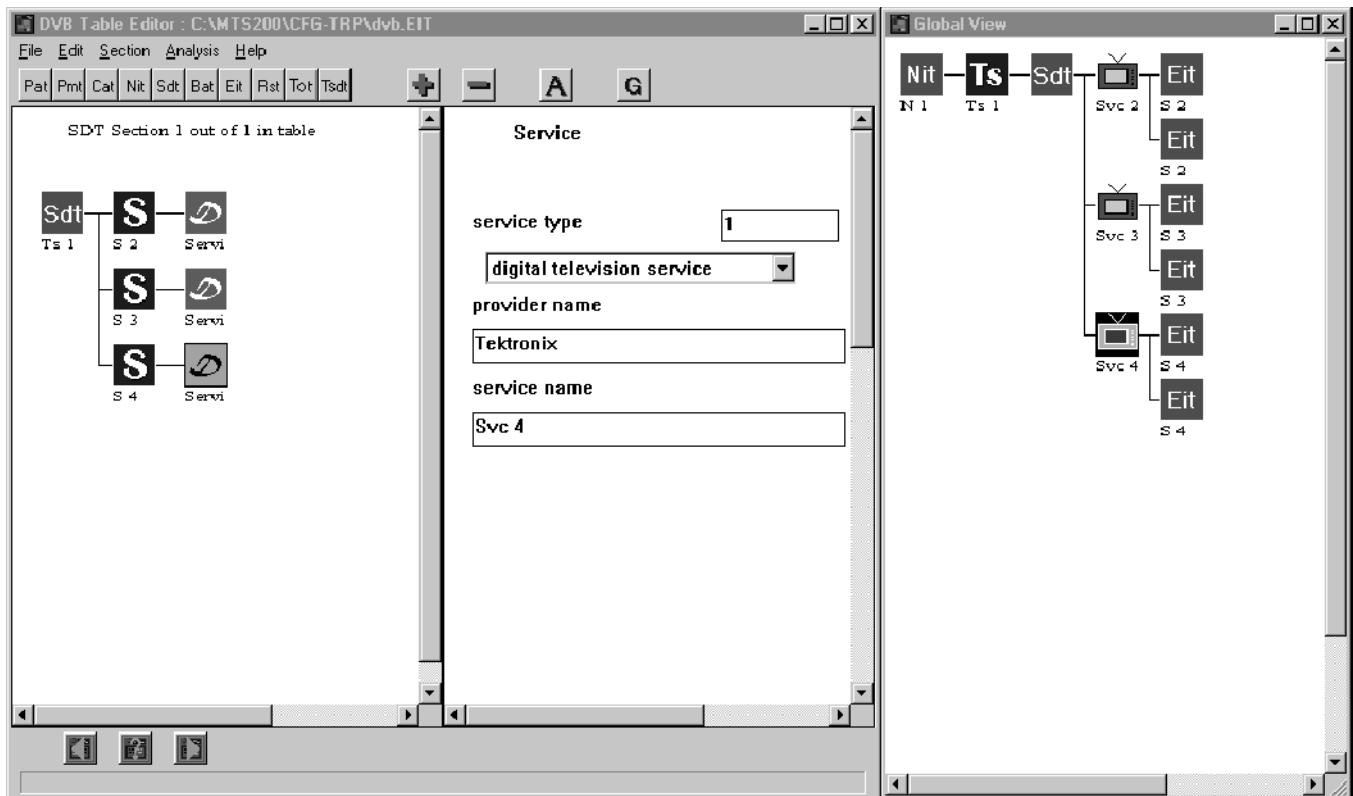 DVB Table Editor : C:\MTS200\CFG-TRP\dvb.EIT
File Edit Section Analysis Help
Pat Pmt Cat Nit Sdt Bat Eit Rst Tot Tsdt A G
SDT Section 1 out of 1 in table
Sdt S
Ts 1 S 2 Servi
S
S 3 Servi
S
S 4 Servi
Service
service type 1
digital television service
provider name
Tektronix
service name
Svc 4
Global View
Nit Ts Sdt Eit
N 1 Ts 1 Svc 2 S 2
Eit
S 2
Eit
Svc 3 S 3
Eit
S 3
Eit
Svc 4 S 4
Eit
S 4